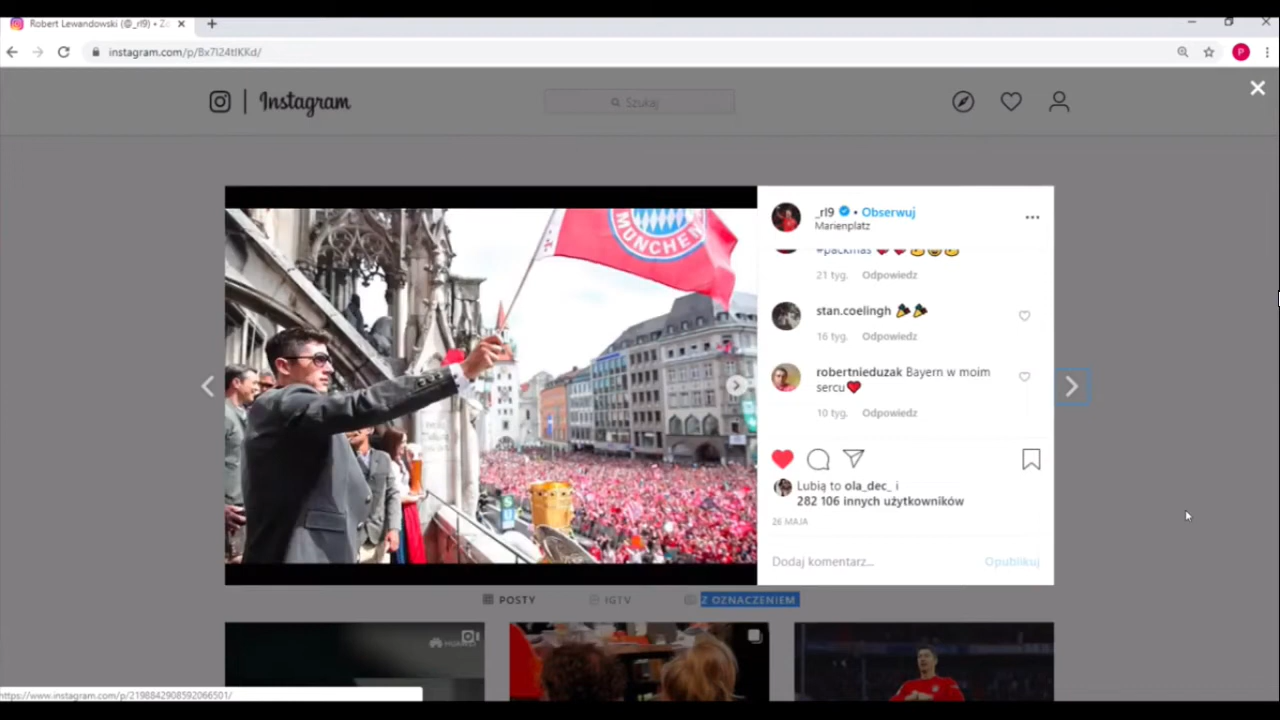 Robert Lewandowski (@_rl9) • Z
instagram.com/p/Bx7l24tIKKd/
P
Instagram
Szukaj
MÜNCHEN
_rl9 • Obserwuj
Marienplatz
#packmas
21 tyg. Odpowiedz
stan.coelingh
16 tyg. Odpowiedz
robertnieduzak Bayern w moim
sercu
10 tyg. Odpowiedz
Lubią to ola_dec_ i
282 106 innych użytkowników
26 MAJA
Dodaj komentarz... Opublikuj
POSTY IGTV Z OZNACZENIEM
https://www.instagram.com/p/2198842908592066501/